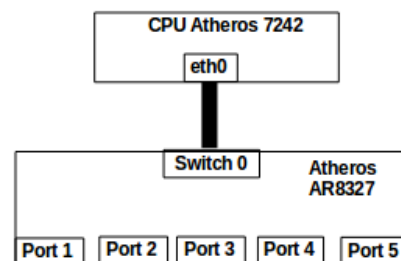 CPU Atheros 7242
eth0
Switch 0
Atheros
AR8327
Port 1
Port 2
Port 3
Port 4
Port 5